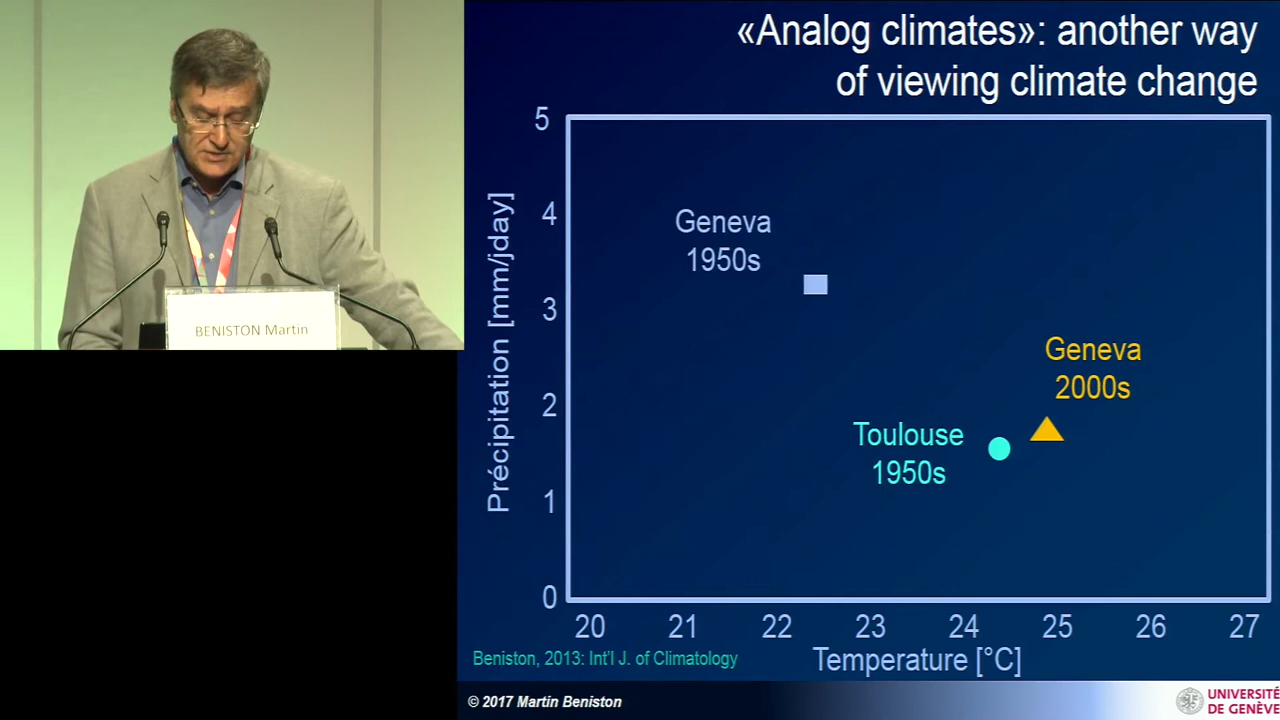 «Analog climates»: another way
of viewing climate change
5
4
3
2
1
0
Précipitation [mm/jday]
Geneva
1950s
Geneva
2000s
Toulouse
1950s
20 21 22 23 24 25 26 27
Temperature [°C]
Beniston, 2013: Int'l J. of Climatology
© 2017 Martin Beniston
UNIVERSITÉ
DE GENÈVE
BENISTON Martin